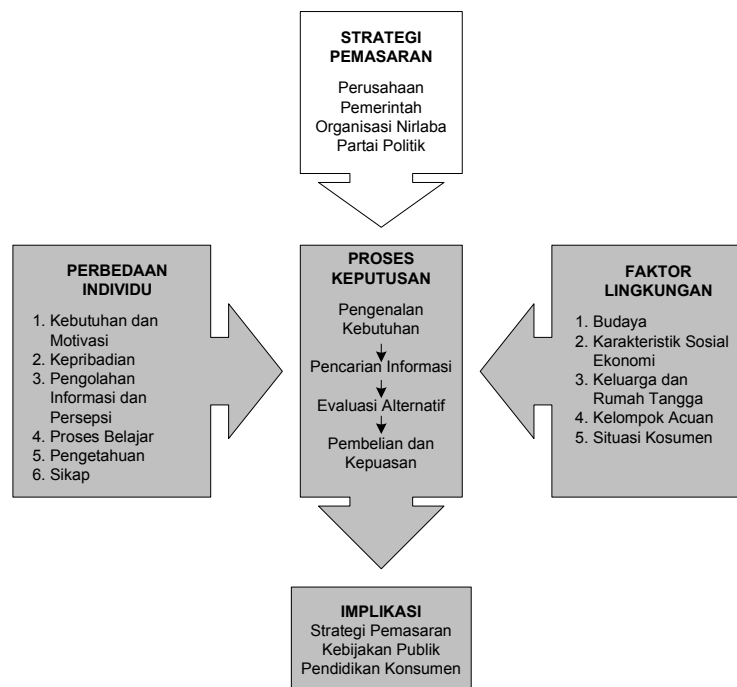 STRATEGI
PEMASARAN
Perusahaan
Pemerintah
Organisasi Nirlaba
Partai Politik
PERBEDAAN
INDIVIDU
1. Kebutuhan dan
Motivasi
2. Kepribadian
3. Pengolahan
Informasi dan
Persepsi
4. Proses Belajar
5. Pengetahuan
6. Sikap
PROSES
KEPUTUSAN
Pengenalan
Kebutuhan
Pencarian Informasi
Evaluasi Alternatif
Pembelian dan
Kepuasan
FAKTOR
LINGKUNGAN
1. Budaya
2. Karakteristik Sosial
Ekonomi
3. Keluarga dan
Rumah Tangga
4. Kelompok Acuan
5. Situasi Kosumen
IMPLIKASI
Strategi Pemasaran
Kebijakan Publik
Pendidikan Konsumen